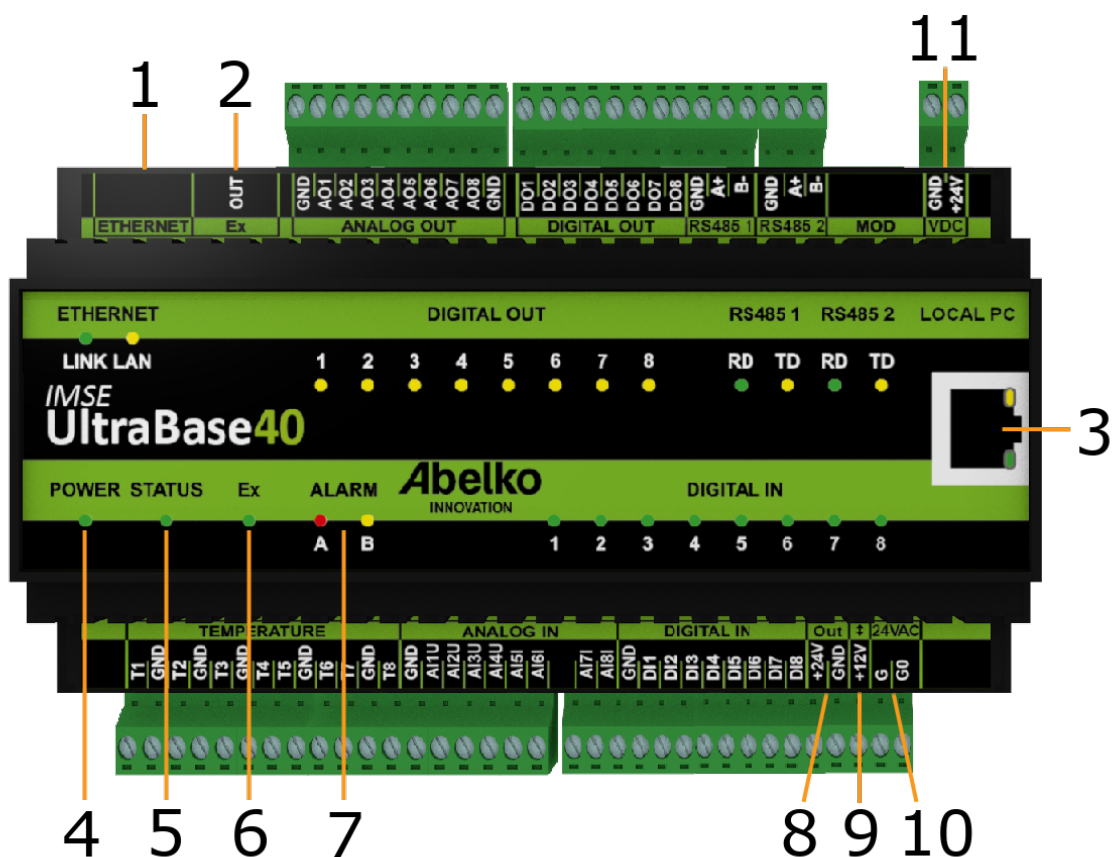 11
1 2
OUT
GND AO1 AO2 AO3 AO4 AO5 AO6 AO7 AO8 GND
DO1 DO2 DO3 DO4 DO5 DO6 DO7 DO8 GND A+ B- GND A+ B-
GND +24V
ETHERNET Ex ANALOG OUT DIGITAL OUT RS485 1 RS485 2 MOD VDC
ETHERNET DIGITAL OUT RS485 1 RS485 2 LOCAL PC
LINK LAN 1 2 3 4 5 6 7 8 RD TD RD TD
IMSE
UltraBase40
3
POWER STATUS Ex ALARM Abelko DIGITAL IN
INNOVATION
A B 1 2 3 4 5 6 7 8
TEMPERATURE ANALOG IN DIGITAL IN Out ‡ 24VAC
T1 GND T2 GND T3 GND T4 T5 GND T6 T7 GND T8 AI1U AI2U AI3U AI4U AI5I AI6I
AI7I AI8I GND DI1 DI2 DI3 DI4 DI5 DI6 DI7 DI8 +24V GND +12V G G0
4 5 6 7 8 9 10